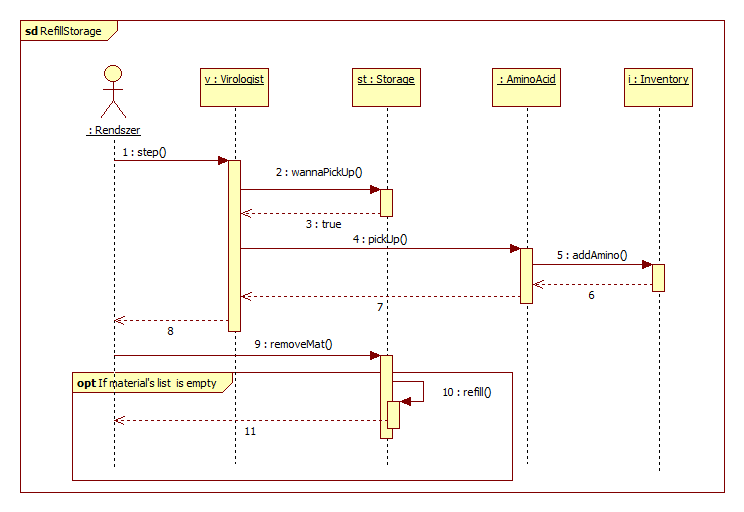 sd RefillStorage
v : Virologist
st : Storage
: AminoAcid
i : Inventory
: Rendszer
1 : step()
2 : wannaPickUp()
3 : true
4 : pickUp()
5 : addAmino()
6
7
8
9 : removeMat()
opt If material's list is empty
10 : refill()
11